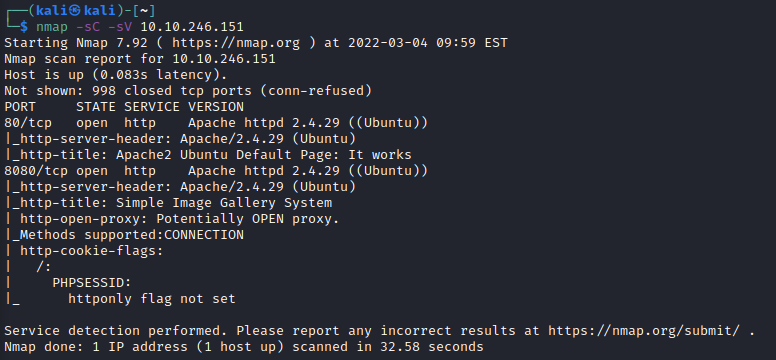 ┌──(kali㉿kali)-[~]
└─$ nmap -sC -sV 10.10.246.151
Starting Nmap 7.92 ( https://nmap.org ) at 2022-03-04 09:59 EST
Nmap scan report for 10.10.246.151
Host is up (0.083s latency).
Not shown: 998 closed tcp ports (conn-refused)
PORT     STATE SERVICE VERSION
80/tcp   open  http    Apache httpd 2.4.29 ((Ubuntu))
|_http-server-header: Apache/2.4.29 (Ubuntu)
|_http-title: Apache2 Ubuntu Default Page: It works
8080/tcp open  http    Apache httpd 2.4.29 ((Ubuntu))
|_http-server-header: Apache/2.4.29 (Ubuntu)
|_http-title: Simple Image Gallery System
| http-open-proxy: Potentially OPEN proxy.
|_Methods supported:CONNECTION
| http-cookie-flags:
|   /:
|     PHPSESSID:
|_      httponly flag not set
Service detection performed. Please report any incorrect results at https://nmap.org/submit/ .
Nmap done: 1 IP address (1 host up) scanned in 32.58 seconds